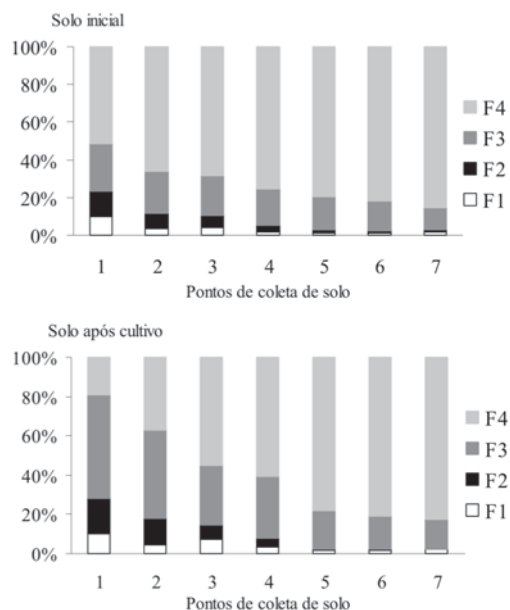 Solo inicial
100%
80%
60%
40%
20%
0%
F4
F3
F2
F1
1 2 3 4 5 6 7
Pontos de coleta de solo
Solo após cultivo
100%
80%
60%
40%
20%
0%
F4
F3
F2
F1
1 2 3 4 5 6 7
Pontos de coleta de solo